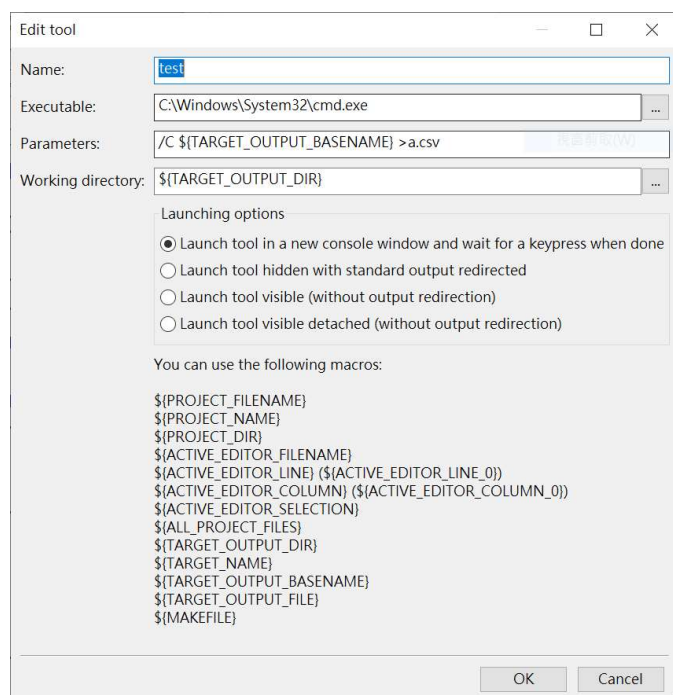 Edit tool
Name: test
Executable: C:\Windows\System32\cmd.exe ...
Parameters: /C ${TARGET_OUTPUT_BASENAME} >a.csv
Working directory: ${TARGET_OUTPUT_DIR} ...
Launching options
Launch tool in a new console window and wait for a keypress when done
Launch tool hidden with standard output redirected
Launch tool visible (without output redirection)
Launch tool visible detached (without output redirection)
You can use the following macros:
${PROJECT_FILENAME}
${PROJECT_NAME}
${PROJECT_DIR}
${ACTIVE_EDITOR_FILENAME}
${ACTIVE_EDITOR_LINE} (${ACTIVE_EDITOR_LINE_0})
${ACTIVE_EDITOR_COLUMN} (${ACTIVE_EDITOR_COLUMN_0})
${ACTIVE_EDITOR_SELECTION}
${ALL_PROJECT_FILES}
${TARGET_OUTPUT_DIR}
${TARGET_NAME}
${TARGET_OUTPUT_BASENAME}
${TARGET_OUTPUT_FILE}
${MAKEFILE}
OK Cancel